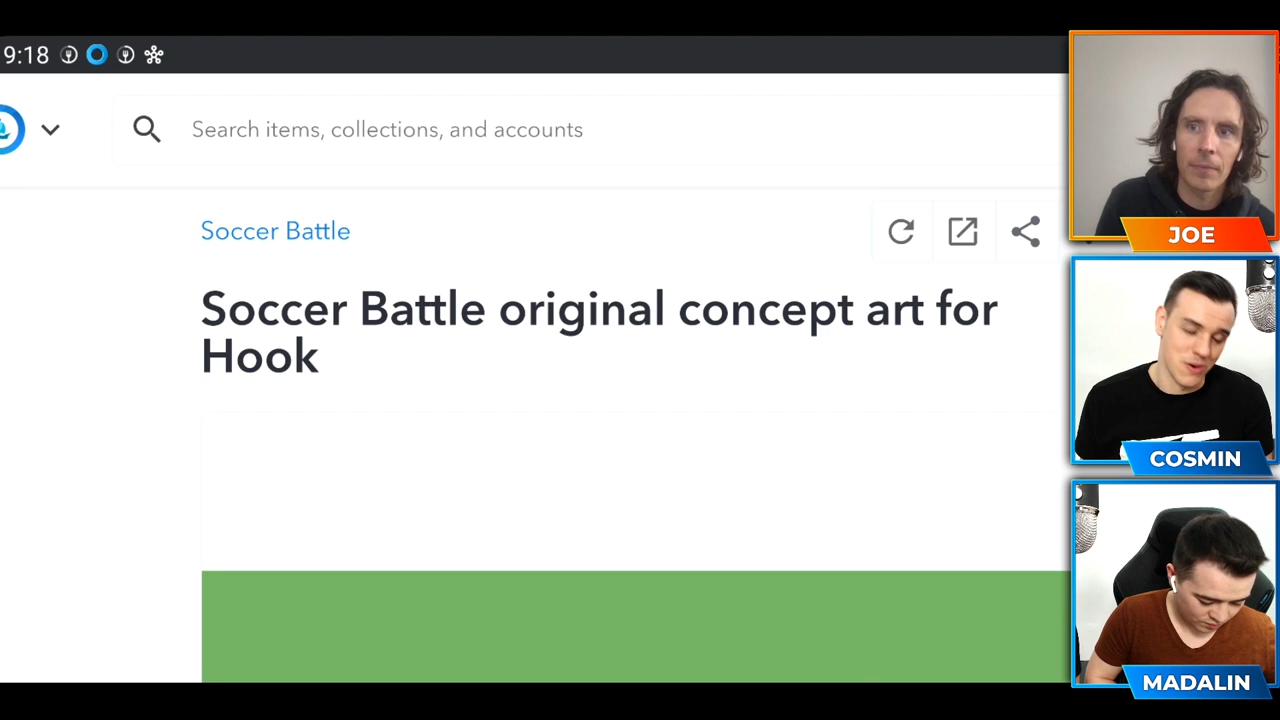 9:18
Search items, collections, and accounts
Soccer Battle
Soccer Battle original concept art for
Hook
JOE
COSMIN
MADALIN